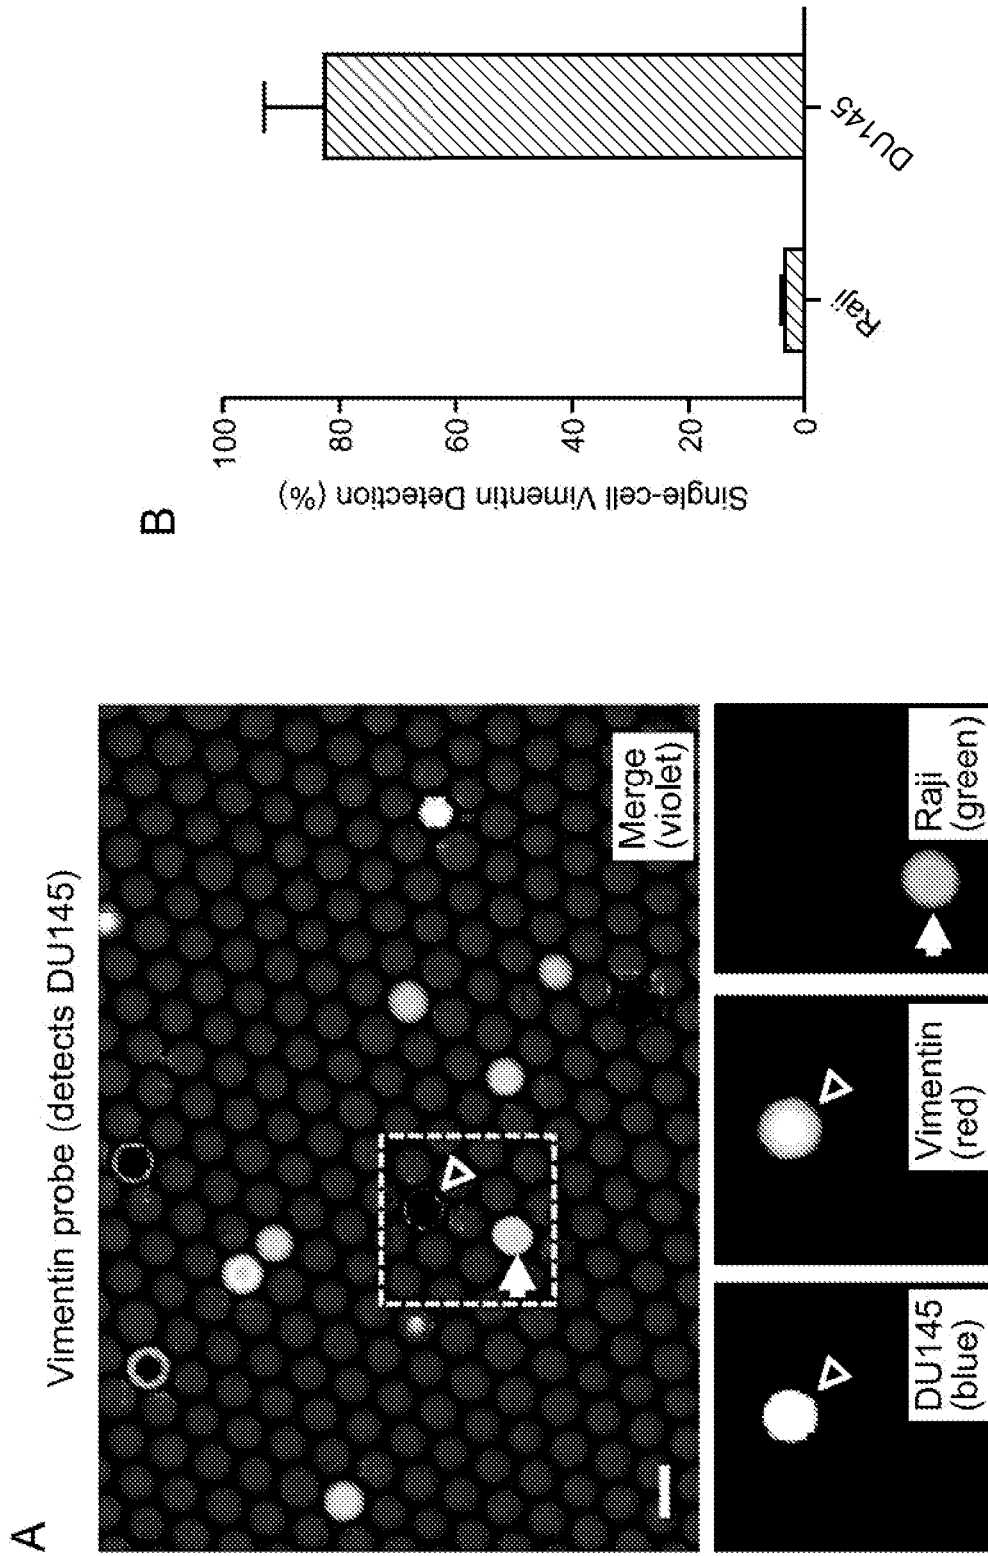 A
Vimentin probe (detects DU145)
Merge
(violet)
DU145
(blue)
Vimentin
(red)
Raji
(green)
B
Single-cell Vimentin Detection (%)
100
80
60
40
20
0
Raji
DU145